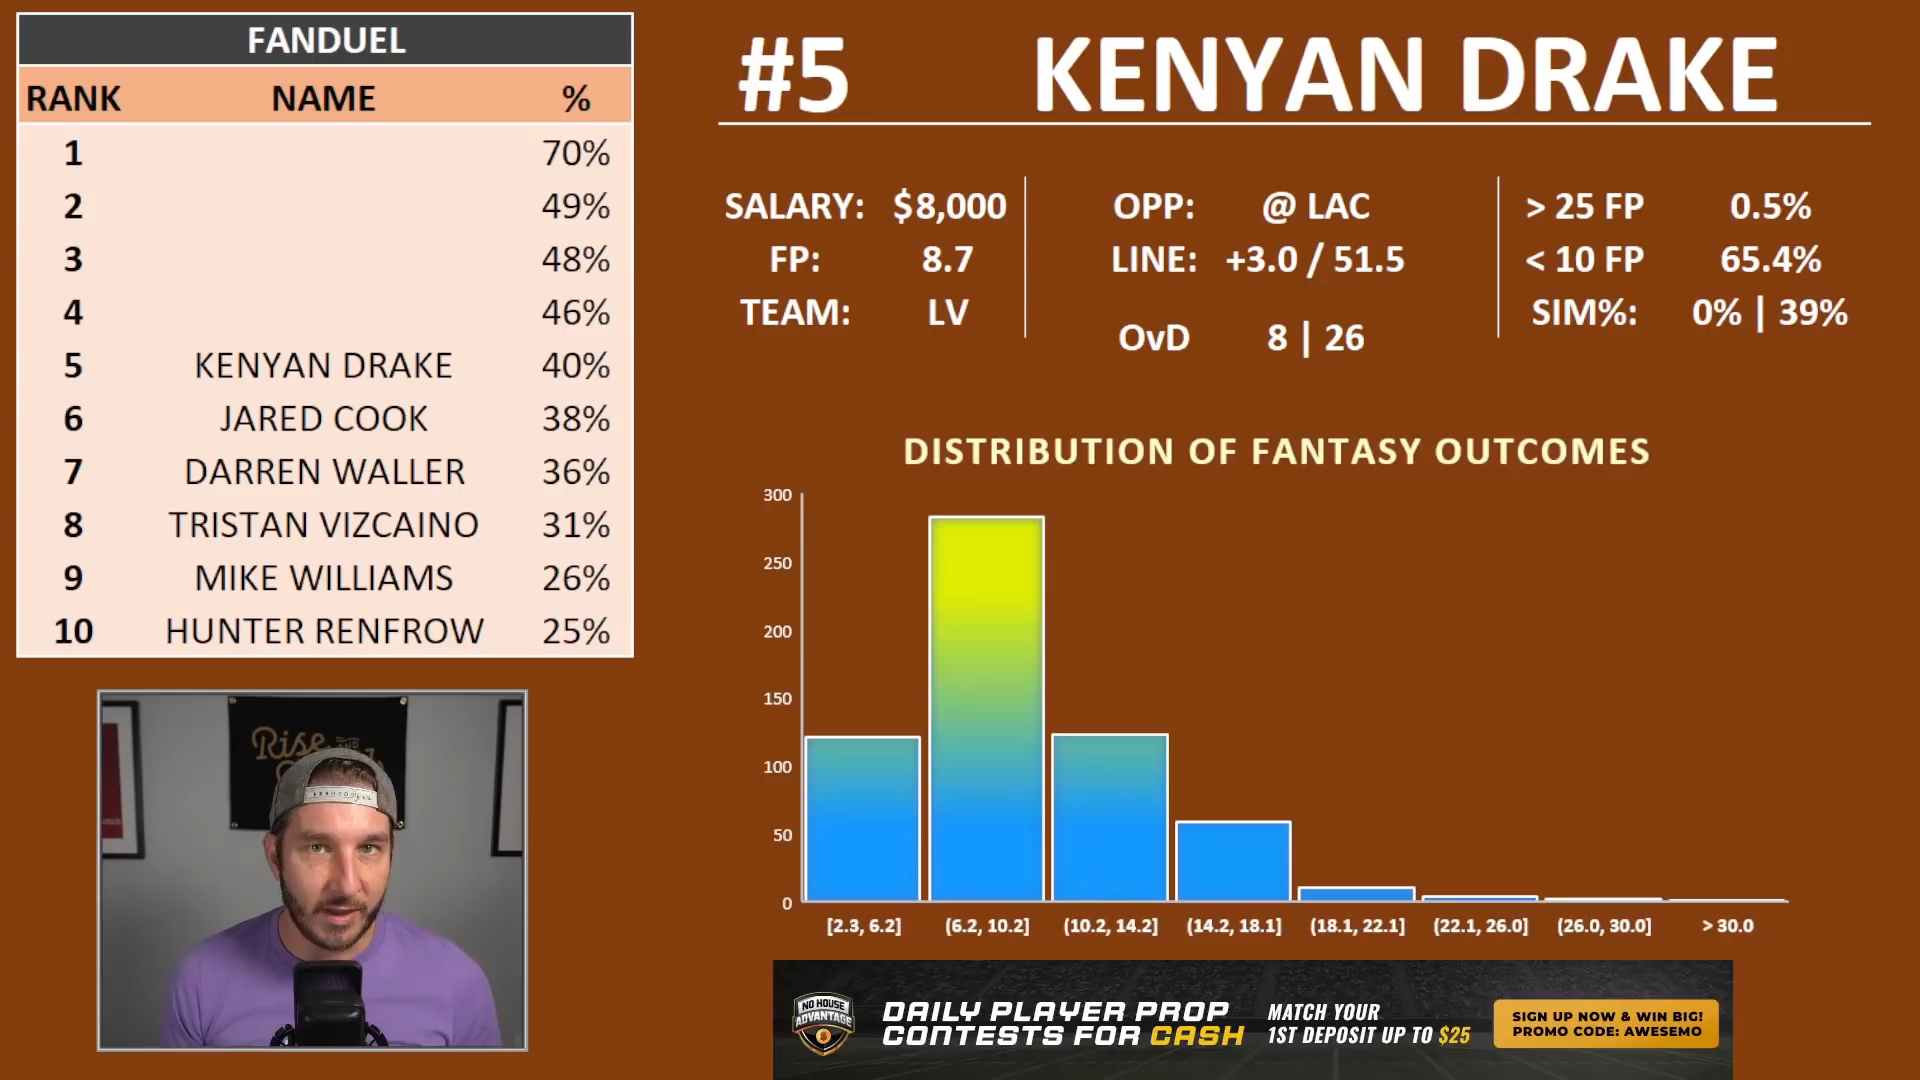 FANDUEL
RANK NAME %
1 70%
2 49%
3 48%
4 46%
5 KENYAN DRAKE 40%
6 JARED COOK 38%
7 DARREN WALLER 36%
8 TRISTAN VIZCAINO 31%
9 MIKE WILLIAMS 26%
10 HUNTER RENFROW 25%
#5 KENYAN DRAKE
SALARY: $8,000
FP: 8.7
TEAM: LV
OPP: @ LAC
LINE: +3.0 / 51.5
OvD 8 | 26
> 25 FP 0.5%
< 10 FP 65.4%
SIM%: 0% | 39%
DISTRIBUTION OF FANTASY OUTCOMES
300
250
200
150
100
50
0
[2.3, 6.2] (6.2, 10.2] (10.2, 14.2] (14.2, 18.1] (18.1, 22.1] (22.1, 26.0] (26.0, 30.0] > 30.0
Rise
NO HOUSE
ADVANTAGE
DAILY PLAYER PROP
CONTESTS FOR CASH
MATCH YOUR
1ST DEPOSIT UP TO $25
SIGN UP NOW & WIN BIG!
PROMO CODE: AWESEMO